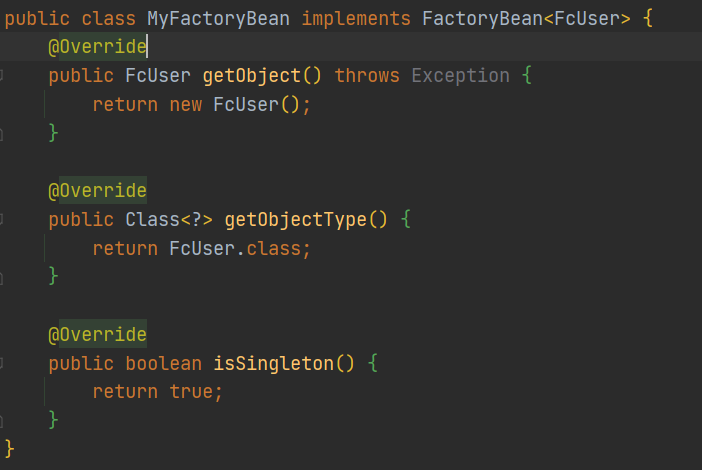 public class MyFactoryBean implements FactoryBean<FcUser> {
    @Override
    public FcUser getObject() throws Exception {
        return new FcUser();
    }

    @Override
    public Class<?> getObjectType() {
        return FcUser.class;
    }

    @Override
    public boolean isSingleton() {
        return true;
    }
}